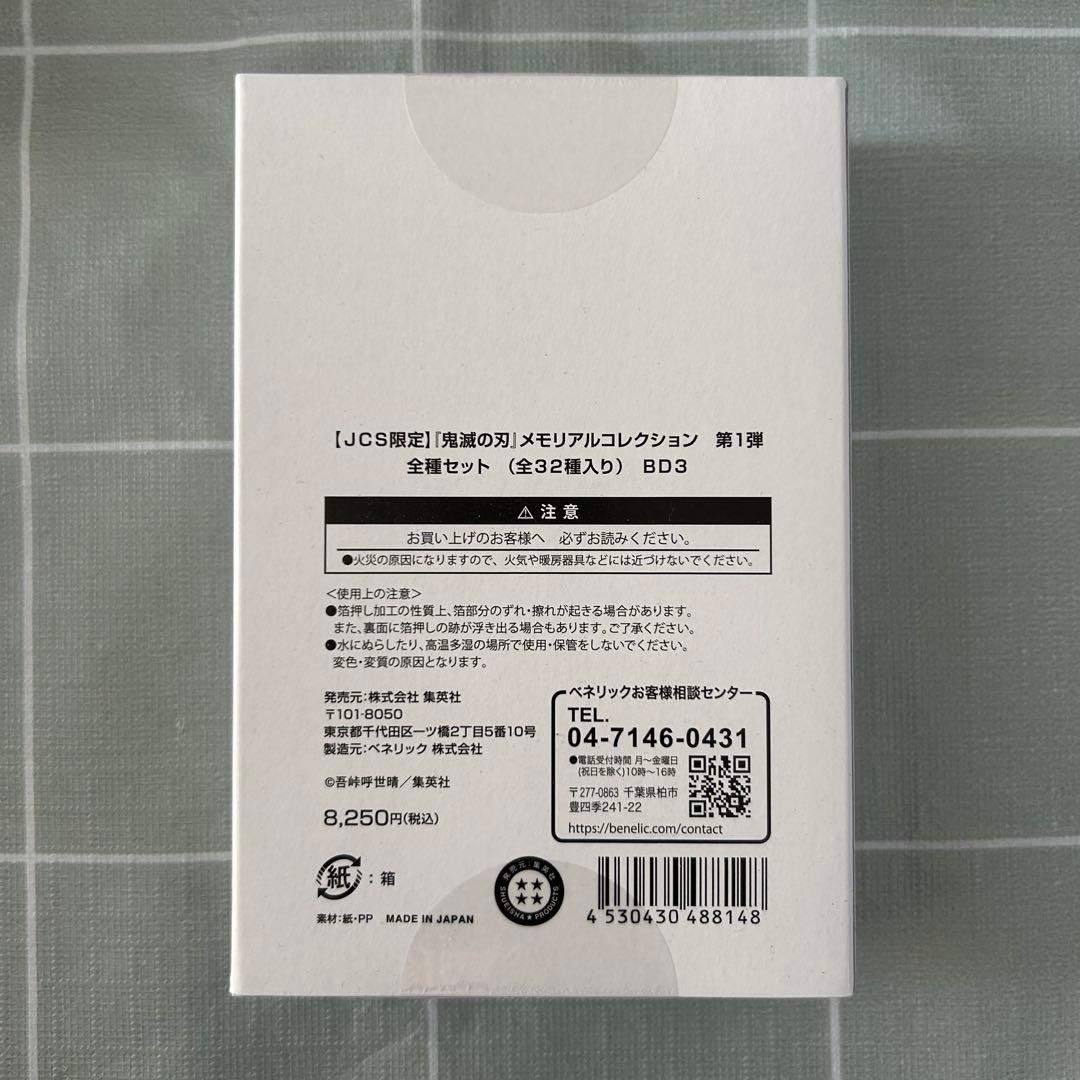 【JCS限定】『鬼滅の刃』メモリアルコレクション　第1弾
全種セット　（全32種入り）　BD3
⚠ 注意
お買い上げのお客様へ　必ずお読みください。
●火災の原因になりますので、火気や暖房器具などには近づけないでください。
＜使用上の注意＞
●箔押し加工の性質上、箔部分のずれ・擦れが起きる場合があります。
また、裏面に箔押しの跡が浮き出る場合もあります。ご了承ください。
●水にぬらしたり、高温多湿の場所で使用・保管をしないでください。
変色・変質の原因となります。
発売元：株式会社 集英社
〒101-8050
東京都千代田区一ツ橋2丁目5番10号
製造元：ベネリック 株式会社
©吾峠呼世晴／集英社
8,250円（税込）
ベネリックお客様相談センター
TEL.
04-7146-0431
●電話受付時間 月～金曜日
（祝日を除く）10時～16時
〒277-0863 千葉県柏市
豊四季241-22
https://benelic.com/contact
紙：箱
素材：紙・PP　MADE IN JAPAN
発売元：集英社
SHUEISHA★PRODUCTS
4 530430 488148